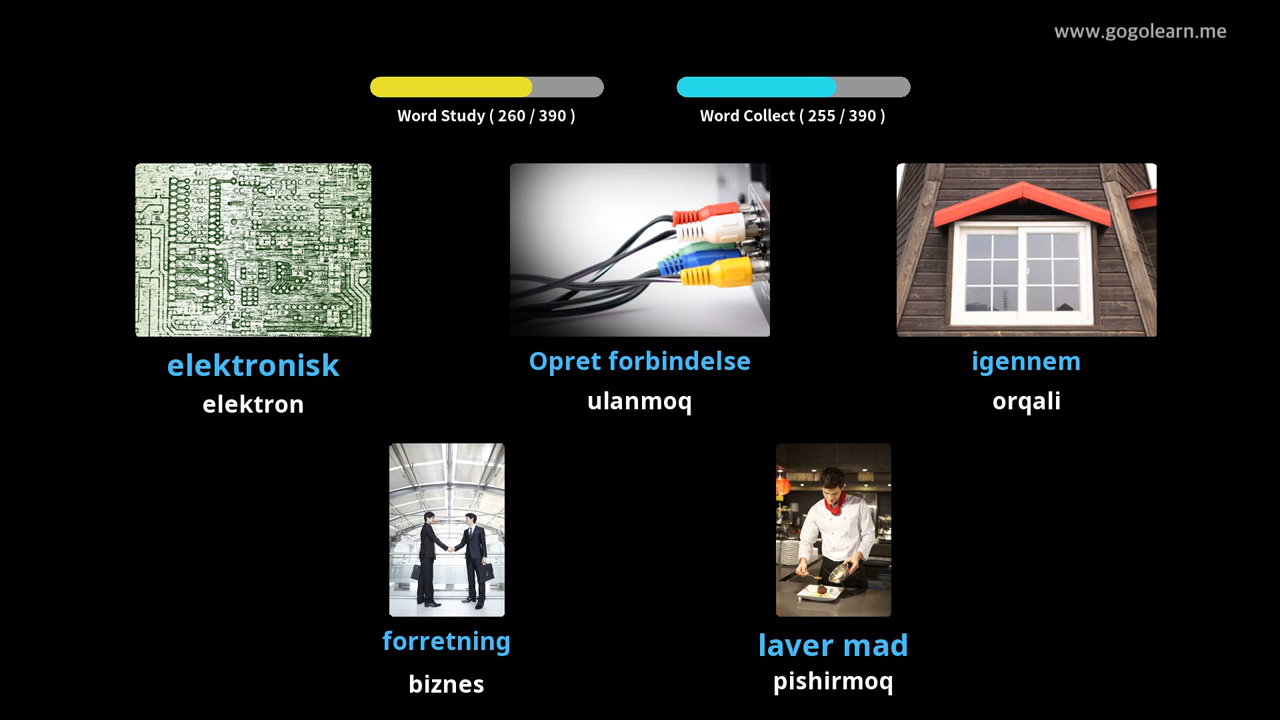 www.gogolearn.me
Word Study ( 260 / 390 )
Word Collect ( 255 / 390 )
elektronisk
elektron
Opret forbindelse
ulanmoq
igennem
orqali
forretning
biznes
laver mad
pishirmoq